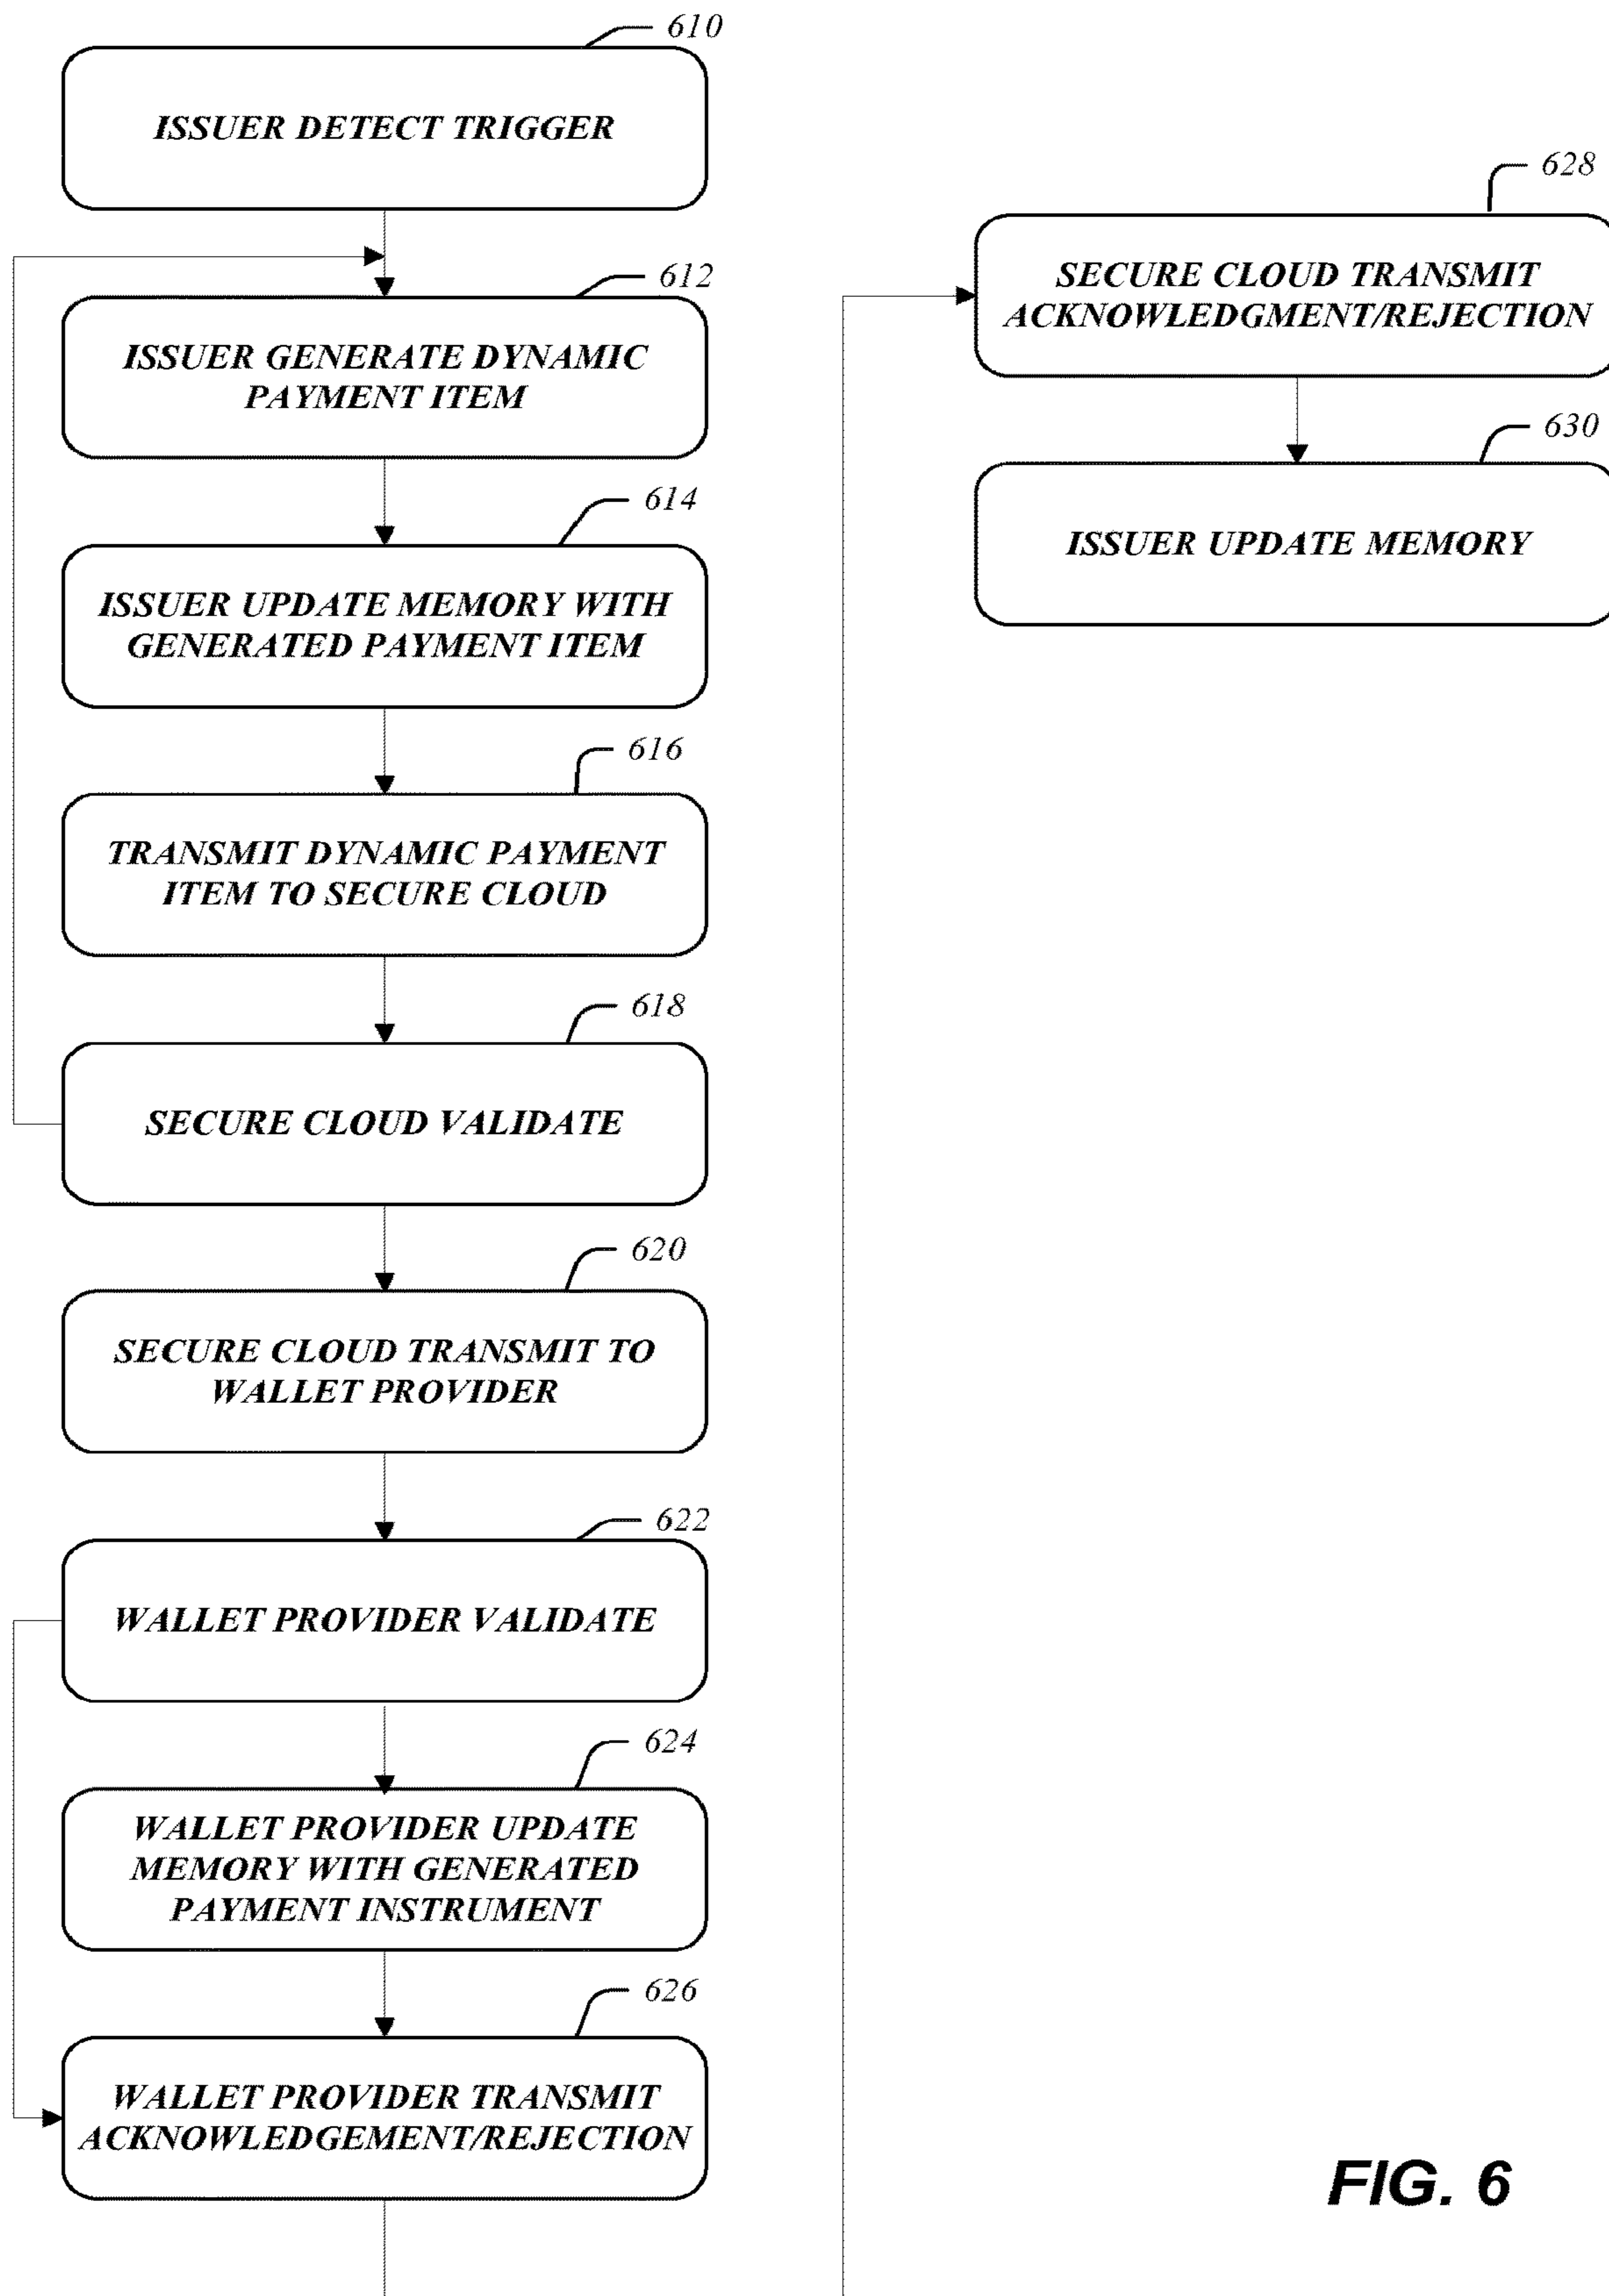 610
ISSUER DETECT TRIGGER
612
ISSUER GENERATE DYNAMIC
PAYMENT ITEM
614
ISSUER UPDATE MEMORY WITH
GENERATED PAYMENT ITEM
616
TRANSMIT DYNAMIC PAYMENT
ITEM TO SECURE CLOUD
618
SECURE CLOUD VALIDATE
620
SECURE CLOUD TRANSMIT TO
WALLET PROVIDER
622
WALLET PROVIDER VALIDATE
624
WALLET PROVIDER UPDATE
MEMORY WITH GENERATED
PAYMENT INSTRUMENT
626
WALLET PROVIDER TRANSMIT
ACKNOWLEDGEMENT/REJECTION
628
SECURE CLOUD TRANSMIT
ACKNOWLEDGMENT/REJECTION
630
ISSUER UPDATE MEMORY
FIG. 6